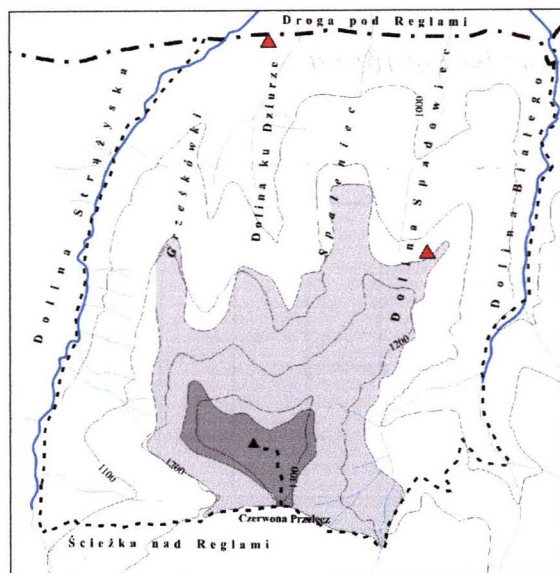 Droga pod Reglami
Dolina Strążyska
Grześkówki
Dolina ku Dziurze
Spaleniec
Dolina Spadowiec
Dolina Białego
1000
1200
1100
1200
1300
Czerwona Przełęcz
Ścieżka nad Reglami